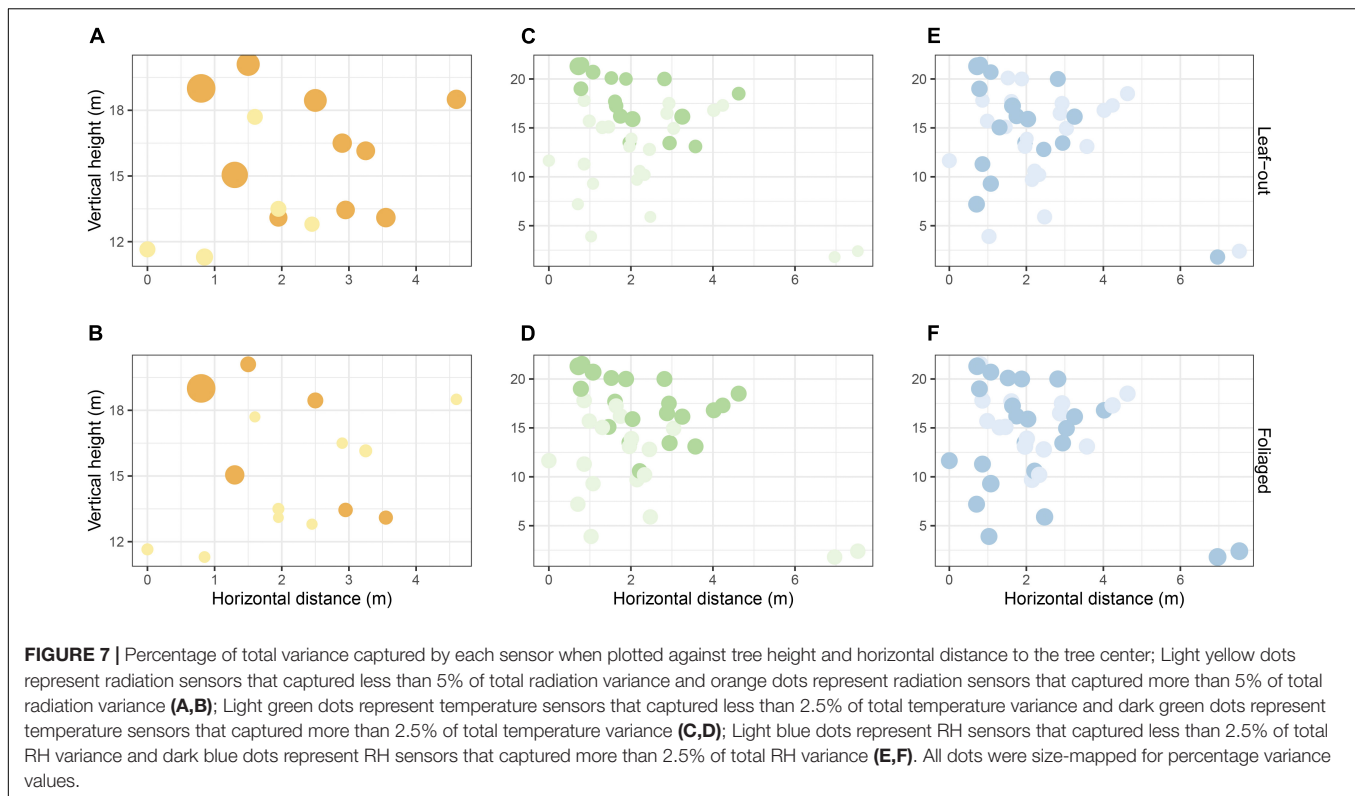 A
C
E
Vertical height (m)
18
15
12
0 1 2 3 4
20
15
10
5
0 2 4 6
20
15
10
5
0 2 4 6
Leaf-out
B
D
F
Vertical height (m)
18
15
12
0 1 2 3 4
Horizontal distance (m)
20
15
10
5
0 2 4 6
Horizontal distance (m)
20
15
10
5
0 2 4 6
Horizontal distance (m)
Foliaged
FIGURE 7 | Percentage of total variance captured by each sensor when plotted against tree height and horizontal distance to the tree center; Light yellow dots
represent radiation sensors that captured less than 5% of total radiation variance and orange dots represent radiation sensors that captured more than 5% of total
radiation variance (A,B); Light green dots represent temperature sensors that captured less than 2.5% of total temperature variance and dark green dots represent
temperature sensors that captured more than 2.5% of total temperature variance (C,D); Light blue dots represent RH sensors that captured less than 2.5% of total
RH variance and dark blue dots represent RH sensors that captured more than 2.5% of total RH variance (E,F). All dots were size-mapped for percentage variance
values.